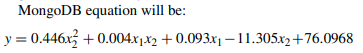 MongoDB equation will be:
y = 0.446x₂² + 0.004x₁x₂ + 0.093x₁ − 11.305x₂ + 76.0968